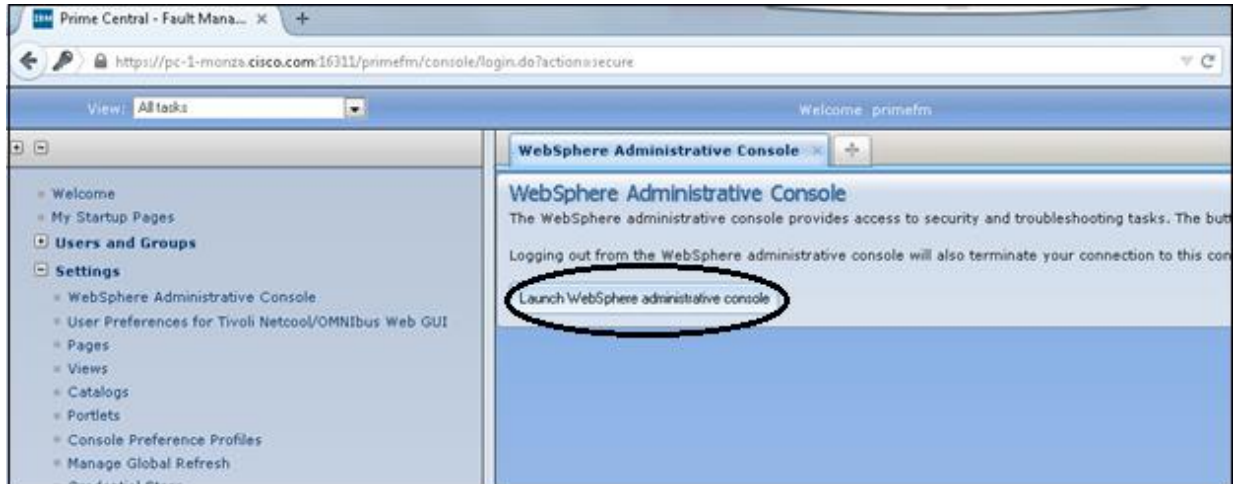 IBM Prime Central - Fault Mana... × +
https://pc-1-monza.cisco.com:16311/primefm/console/login.do?action=secure
View: All tasks
Welcome primefm
WebSphere Administrative Console
Welcome
My Startup Pages
Users and Groups
Settings
WebSphere Administrative Console
User Preferences for Tivoli Netcool/OMNIbus Web GUI
Pages
Views
Catalogs
Portlets
Console Preference Profiles
Manage Global Refresh
WebSphere Administrative Console
The WebSphere administrative console provides access to security and troubleshooting tasks. The butt
Logging out from the WebSphere administrative console will also terminate your connection to this con
Launch WebSphere administrative console